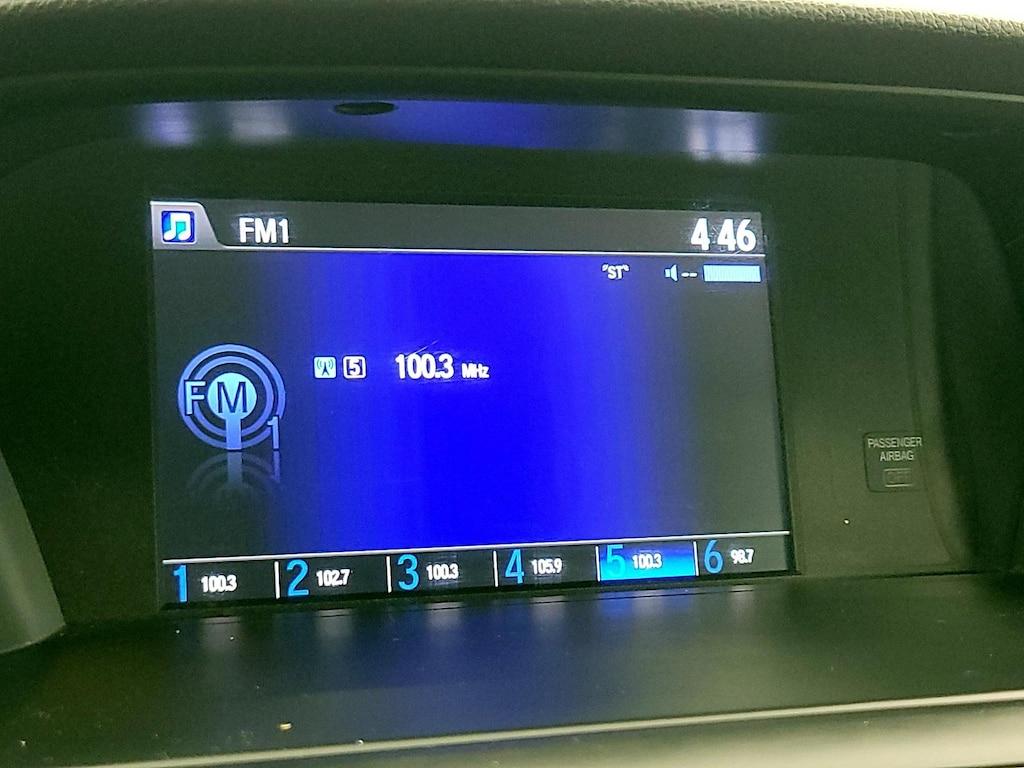 FM1 4 46
"ST" --
5 100.3 MHz
FM
1
PASSENGER
AIRBAG
OFF
1 100.3 2 102.7 3 100.3 4 105.9 5 100.3 6 98.7